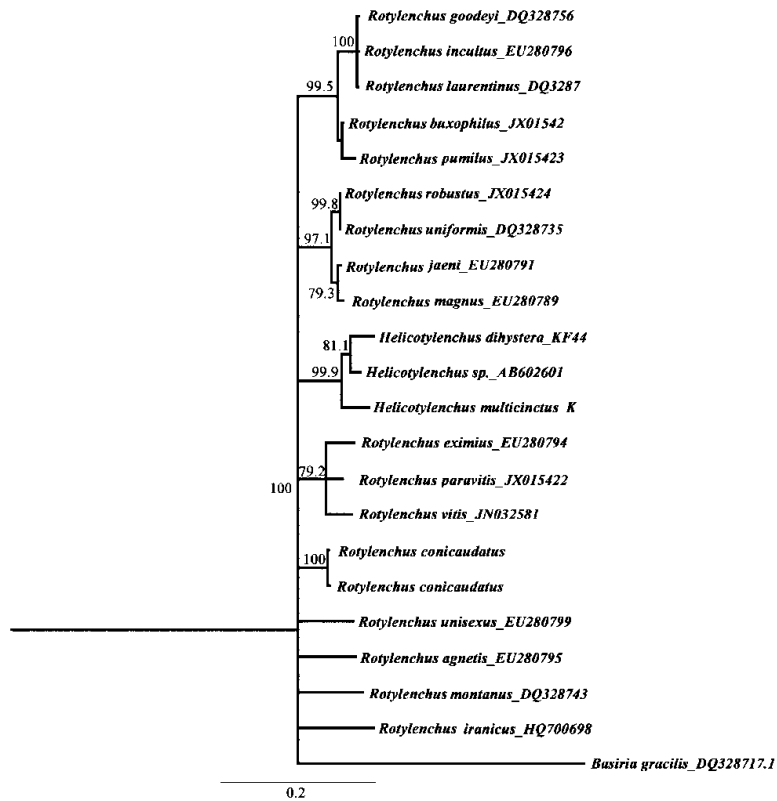 Rotylenchus goodeyi_DQ328756
100
Rotylenchus incultus_EU280796
99.5
Rotylenchus laurentinus_DQ3287
Rotylenchus buxophilus_JX01542
Rotylenchus pumilus_JX015423
Rotylenchus robustus_JX015424
99.8
Rotylenchus uniformis_DQ328735
97.1
Rotylenchus jaeni_EU280791
79.3
Rotylenchus magnus_EU280789
Helicotylenchus dihystera_KF44
81.1
Helicotylenchus sp._AB602601
99.9
Helicotylenchus multicinctus_K
Rotylenchus eximius_EU280794
79.2
Rotylenchus paravitis_JX015422
100
Rotylenchus vitis_JN032581
Rotylenchus conicaudatus
100
Rotylenchus conicaudatus
Rotylenchus unisexus_EU280799
Rotylenchus agnetis_EU280795
Rotylenchus montanus_DQ328743
Rotylenchus iranicus_HQ700698
Basiria gracilis_DQ328717.1
0.2